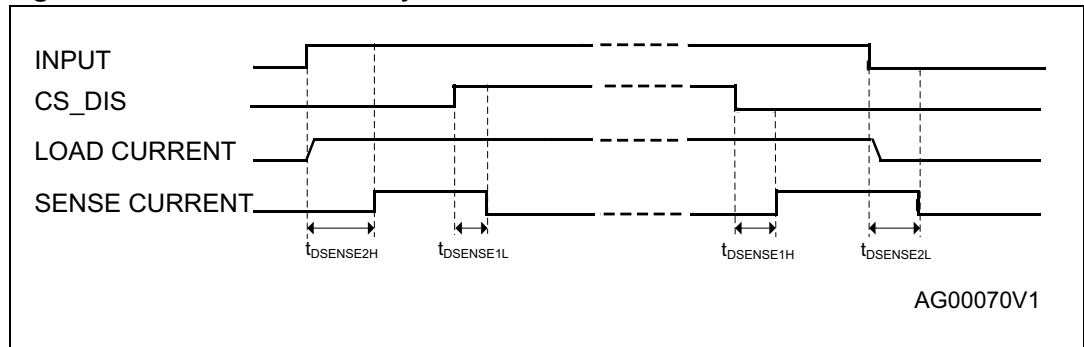 INPUT
CS_DIS
LOAD CURRENT
SENSE CURRENT
tDSENSE2H
tDSENSE1L
tDSENSE1H
tDSENSE2L
AG00070V1